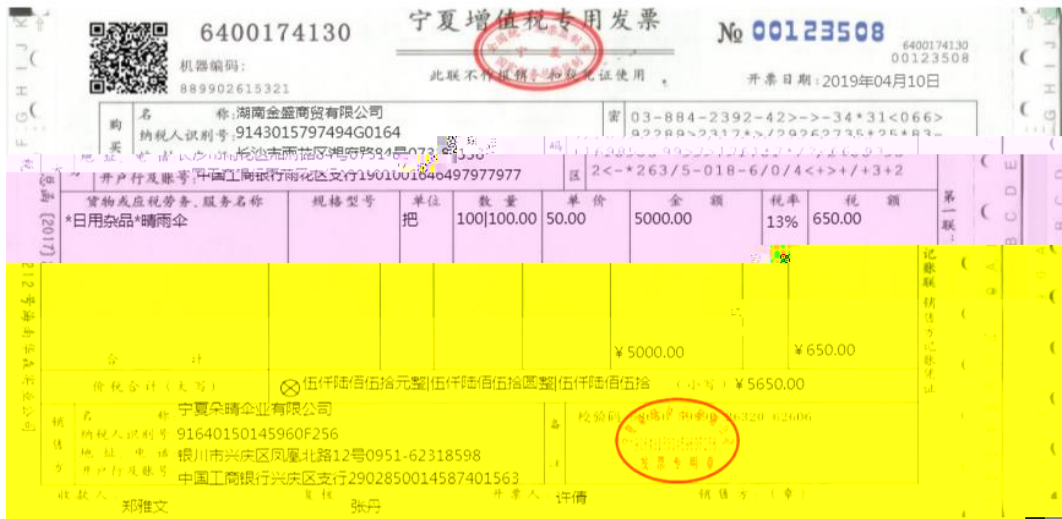 宁夏增值税专用发票
6400174130
№ 00123508
6400174130
00123508
机器编码:
889902615321
开票日期:2019年04月10日
购买
名 称:湖南金盛商贸有限公司
纳税人识别号:9143015797494G0164
开户行及账号:中国工商银行雨花区支行1901001646497977977
密码区
03-884-2392-42>->-34*31<066>
2<-*263/5-018-6/0/4<+>+/+3+2
货物或应税劳务、服务名称 规格型号 单位 数 量 单 价 金 额 税率 税 额
*日用杂品*晴雨伞 把 100|100.00 50.00 5000.00 13% 650.00
第一联:记账联 销售方记账凭证
合 计 ¥5000.00 ¥650.00
价税合计(大写) 伍仟陆佰伍拾元整|伍仟陆佰伍拾圆整|伍仟陆佰伍拾 (小写)¥5650.00
销售方
名 称 宁夏朵晴伞业有限公司
纳税人识别号 91640150145960F256
地址、电话 银川市兴庆区凤凰北路12号0951-62318598
开户行及账号 中国工商银行兴庆区支行2902850014587401563
校验码
62606
发票专用章
收款人: 郑雅文 复核 张丹 开票人: 许倩 销售方:(章)